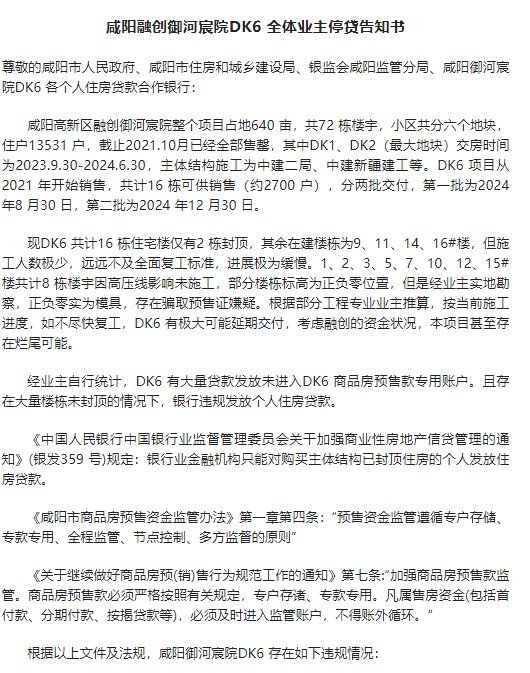 咸阳融创御河宸院DK6 全体业主停贷告知书
尊敬的咸阳市人民政府、咸阳市住房和城乡建设局、银监会咸阳监管分局、咸阳御河宸
院DK6 各个人住房贷款合作银行：
咸阳高新区融创御河宸院整个项目占地640 亩，共72 栋楼宇，小区共分六个地块，
住户13531 户，截止2021.10月已经全部售罄，其中DK1、DK2（最大地块）交房时间
为2023.9.30-2024.6.30，主体结构施工为中建二局、中建新疆建工等。DK6 项目从
2021 年开始销售，共计16 栋可供销售（约2700 户），分两批交付，第一批为2024
年8 月30 日，第二批为2024 年12 月30 日。
现DK6 共计16 栋住宅楼仅有2 栋封顶，其余在建楼栋为9、11、14、16#楼，但施
工人数极少，远远不及全面复工标准，进展极为缓慢。1、2、3、5、7、10、12、15#
楼共计8 栋楼宇因高压线影响未施工，部分楼栋标高为正负零位置，但是经业主实地勘
察，正负零实为模具，存在骗取预售证嫌疑。根据部分工程专业业主推算，按当前施工
进度，如不尽快复工，DK6 有极大可能延期交付，考虑融创的资金状况，本项目甚至存
在烂尾可能。
经业主自行统计，DK6 有大量贷款发放未进入DK6 商品房预售款专用账户。且存
在大量楼栋未封顶的情况下，银行违规发放个人住房贷款。
《中国人民银行中国银行业监督管理委员会关干加强商业性房地产信贷管理的通
知》(银发359 号)规定：银行业金融机构只能对购买主体结构已封顶住房的个人发放住
房贷款。
《咸阳市商品房预售资金监管办法》第一章第四条：“预售资金监管遵循专户存储、
专款专用、全程监管、节点控制、多方监督的原则”
《关于继续做好商品房预(销)售行为规范工作的通知》第七条:“加强商品房预售款监
管。商品房预售款必须严格按照有关规定，专户存诸、专款专用。凡属售房资金(包括首
付款、分期付款、按揭贷款等)，必须及时进入监管账户，不得账外循环。”
根据以上文件及法规，咸阳御河宸院DK6 存在如下违规情况：